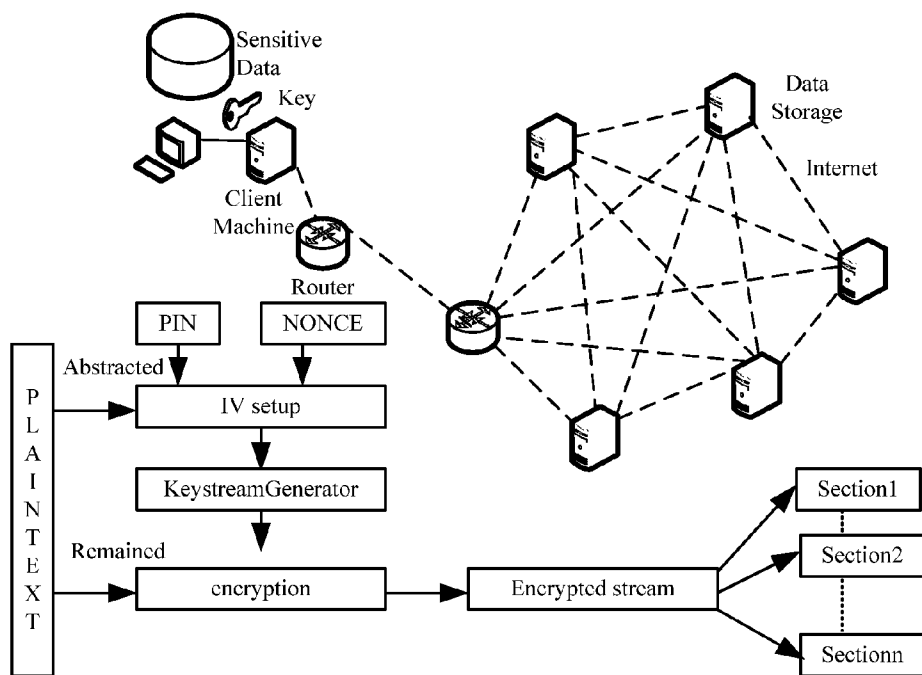 Sensitive
Data
Key
Data
Storage
Internet
Client
Machine
Router
PIN
NONCE
Abstracted
IV setup
PLAINTEXT
KeystreamGenerator
Remained
encryption
Encrypted stream
Section1
Section2
Sectionn